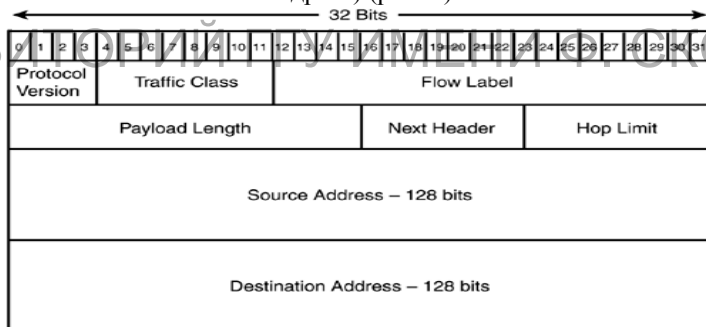 32 Bits
0 1 2 3 4 5 6 7 8 9 10 11 12 13 14 15 16 17 18 19 20 21 22 23 24 25 26 27 28 29 30 31
Protocol Version Traffic Class Flow Label
Payload Length Next Header Hop Limit
Source Address – 128 bits
Destination Address – 128 bits